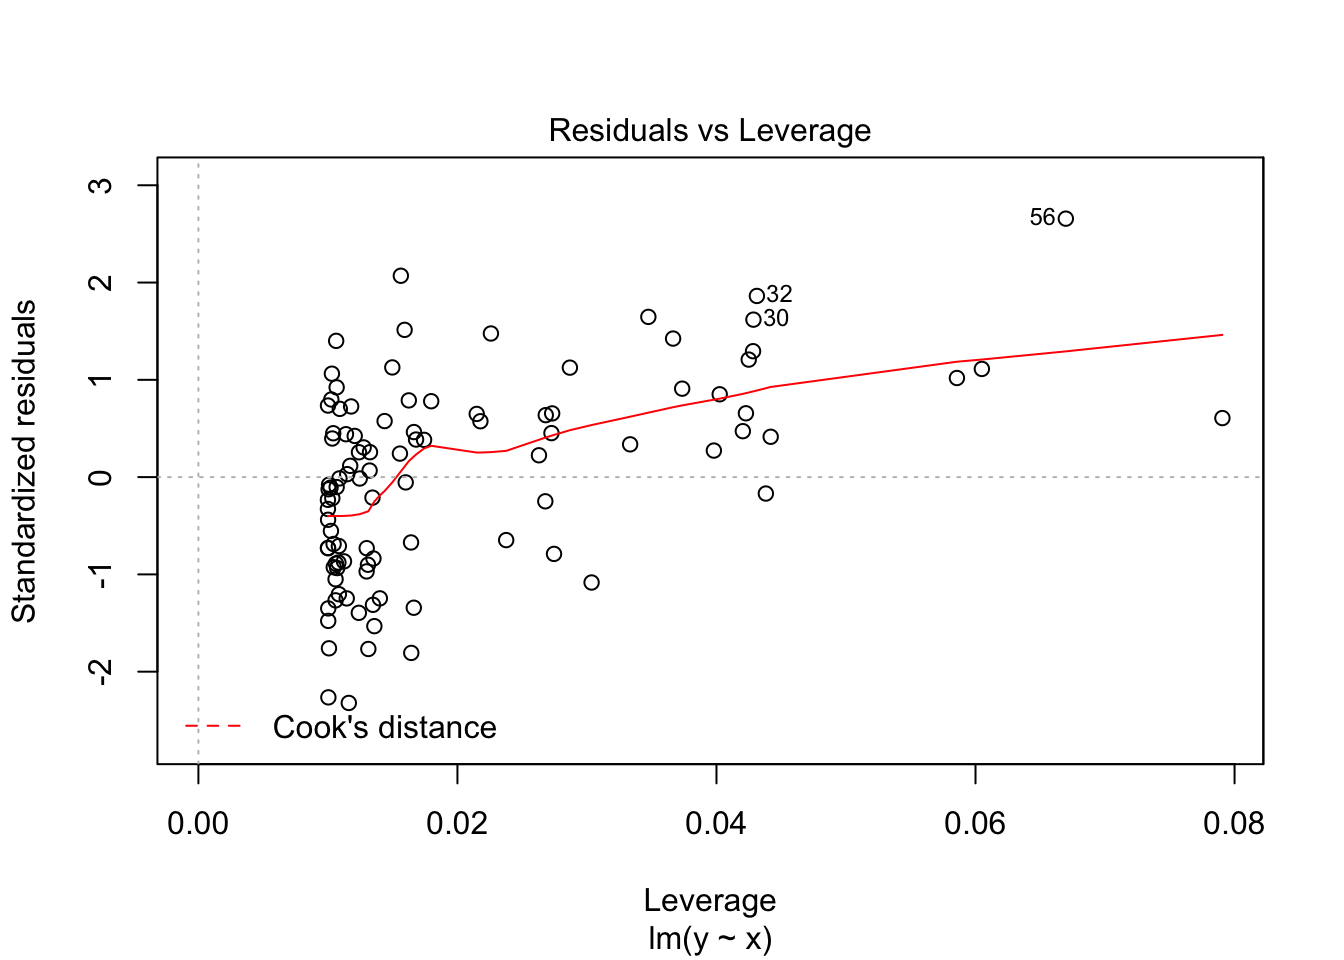 Residuals vs Leverage
Standardized residuals
3
2
1
0
-1
-2
56
32
30
Cook's distance
0.00 0.02 0.04 0.06 0.08
Leverage
lm(y ~ x)